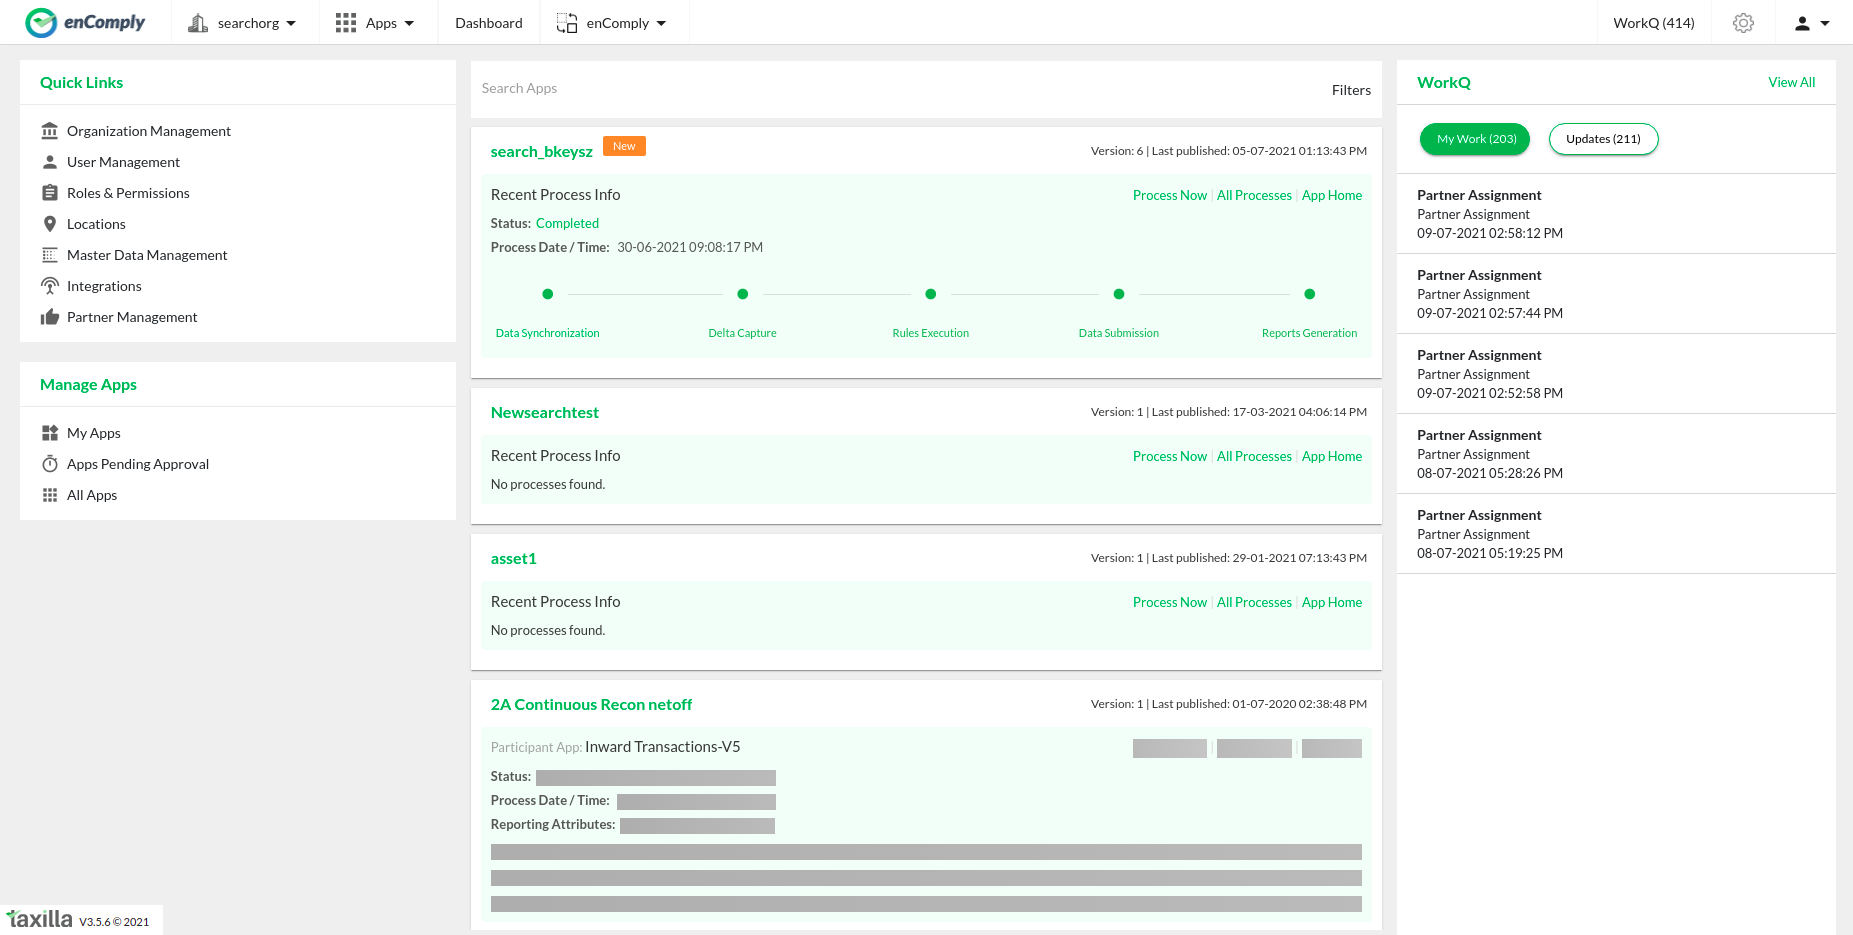 enComply
searchorg
Apps
Dashboard
enComply
WorkQ (414)
Quick Links
Organization Management
User Management
Roles & Permissions
Locations
Master Data Management
Integrations
Partner Management
Manage Apps
My Apps
Apps Pending Approval
All Apps
Search Apps
Filters
search_bkeysz New
Version: 6 | Last published: 05-07-2021 01:13:43 PM
Recent Process Info
Process Now | All Processes | App Home
Status: Completed
Process Date / Time: 30-06-2021 09:08:17 PM
Data Synchronization
Delta Capture
Rules Execution
Data Submission
Reports Generation
Newsearchtest
Version: 1 | Last published: 17-03-2021 04:06:14 PM
Recent Process Info
Process Now | All Processes | App Home
No processes found.
asset1
Version: 1 | Last published: 29-01-2021 07:13:43 PM
Recent Process Info
Process Now | All Processes | App Home
No processes found.
2A Continuous Recon netoff
Version: 1 | Last published: 01-07-2020 02:38:48 PM
Participant App: Inward Transactions-V5
Status:
Process Date / Time:
Reporting Attributes:
WorkQ
View All
My Work (203)
Updates (211)
Partner Assignment
Partner Assignment
09-07-2021 02:58:12 PM
Partner Assignment
Partner Assignment
09-07-2021 02:57:44 PM
Partner Assignment
Partner Assignment
09-07-2021 02:52:58 PM
Partner Assignment
Partner Assignment
08-07-2021 05:28:26 PM
Partner Assignment
Partner Assignment
08-07-2021 05:19:25 PM
taxilla V3.5.6 © 2021